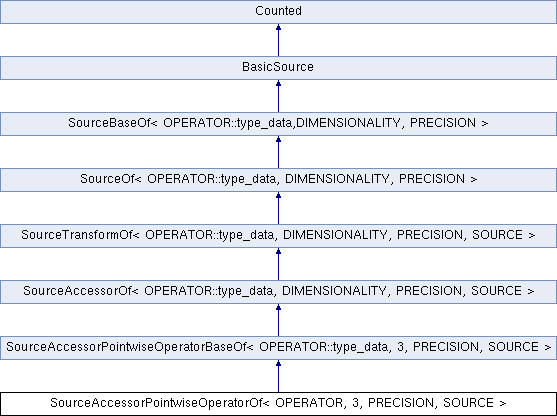 Counted
BasicSource
SourceBaseOf< OPERATOR::type_data,DIMENSIONALITY, PRECISION >
SourceOf< OPERATOR::type_data, DIMENSIONALITY, PRECISION >
SourceTransformOf< OPERATOR::type_data, DIMENSIONALITY, PRECISION, SOURCE >
SourceAccessorOf< OPERATOR::type_data, DIMENSIONALITY, PRECISION, SOURCE >
SourceAccessorPointwiseOperatorBaseOf< OPERATOR::type_data, 3, PRECISION, SOURCE >
SourceAccessorPointwiseOperatorOf< OPERATOR, 3, PRECISION, SOURCE >